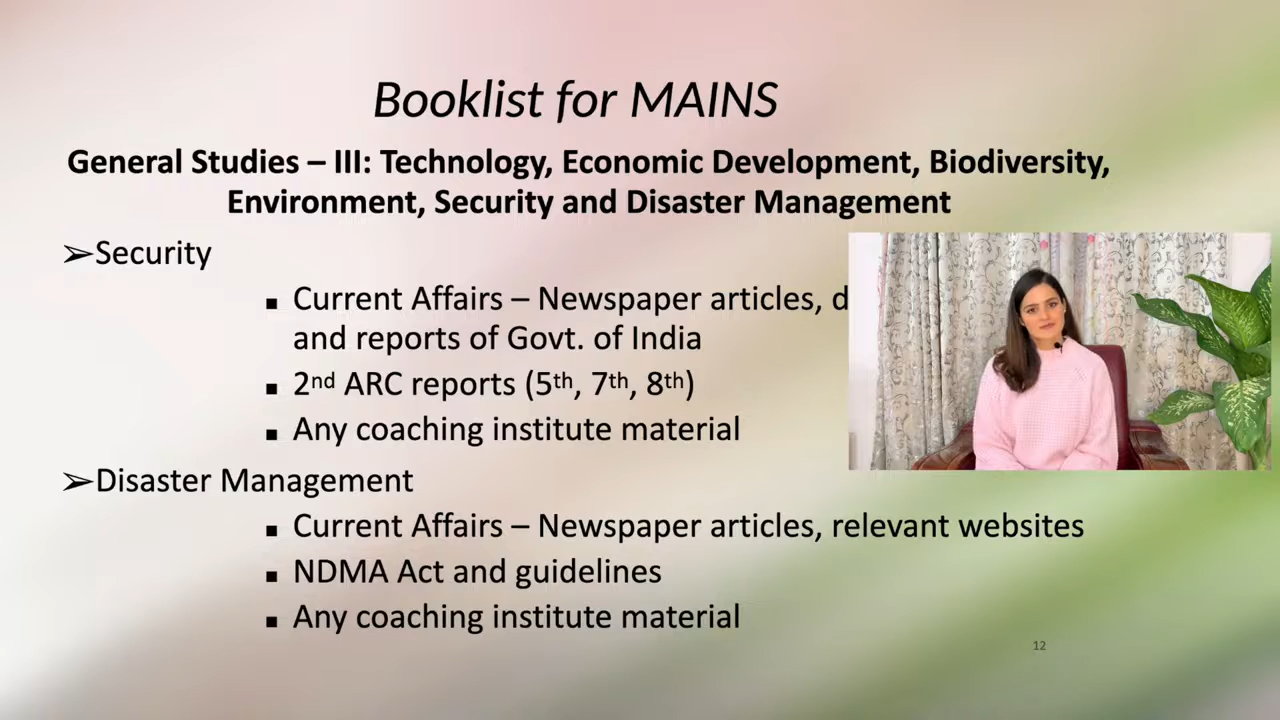 Booklist for MAINS
General Studies – III: Technology, Economic Development, Biodiversity,
Environment, Security and Disaster Management
➢Security
▪ Current Affairs – Newspaper articles,
and reports of Govt. of India
▪ 2nd ARC reports (5th, 7th, 8th)
▪ Any coaching institute material
➢Disaster Management
▪ Current Affairs – Newspaper articles, relevant websites
▪ NDMA Act and guidelines
▪ Any coaching institute material
12